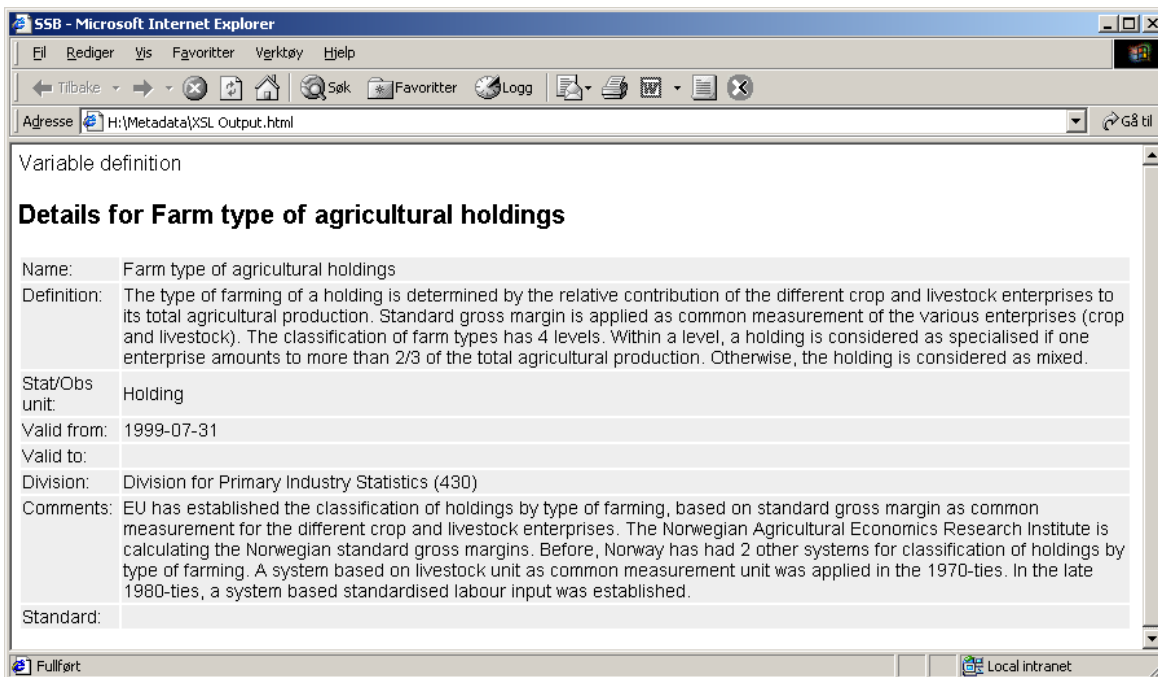 SSB - Microsoft Internet Explorer
Fil Rediger Vis Favoritter Verktøy Hjelp
Tilbake Søk Favoritter Logg
Adresse H:\Metadata\XSL Output.html Gå til
Variable definition
Details for Farm type of agricultural holdings
Name: Farm type of agricultural holdings
Definition: The type of farming of a holding is determined by the relative contribution of the different crop and livestock enterprises to
its total agricultural production. Standard gross margin is applied as common measurement of the various enterprises (crop
and livestock). The classification of farm types has 4 levels. Within a level, a holding is considered as specialised if one
enterprise amounts to more than 2/3 of the total agricultural production. Otherwise, the holding is considered as mixed.
Stat/Obs
unit: Holding
Valid from: 1999-07-31
Valid to:
Division: Division for Primary Industry Statistics (430)
Comments: EU has established the classification of holdings by type of farming, based on standard gross margin as common
measurement for the different crop and livestock enterprises. The Norwegian Agricultural Economics Research Institute is
calculating the Norwegian standard gross margins. Before, Norway has had 2 other systems for classification of holdings by
type of farming. A system based on livestock unit as common measurement unit was applied in the 1970-ties. In the late
1980-ties, a system based standardised labour input was established.
Standard:
Fullført Local intranet